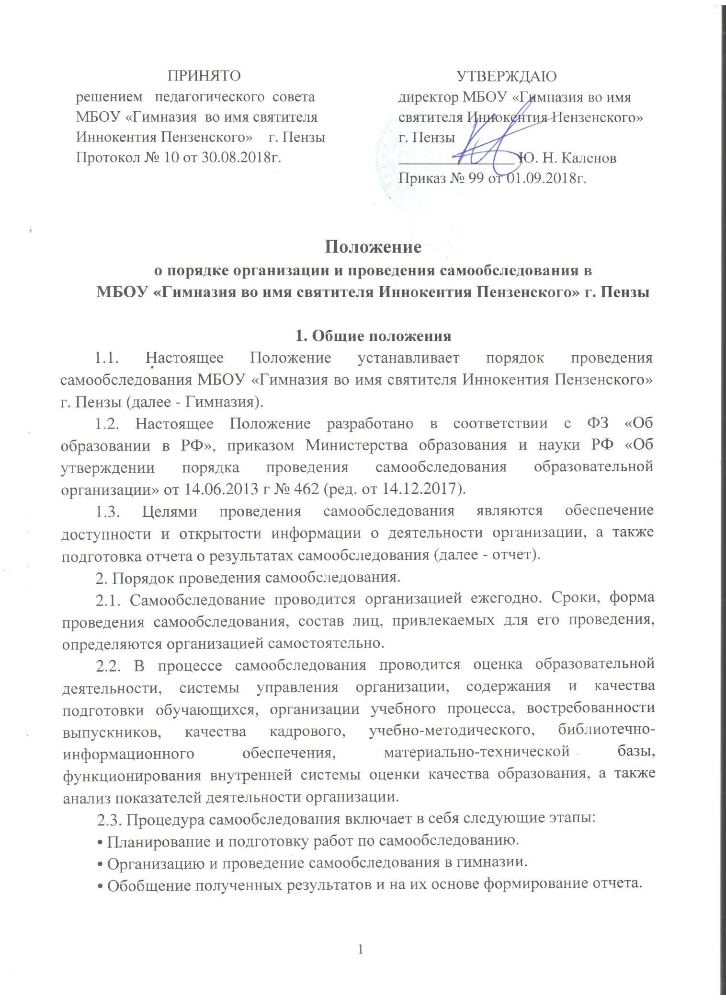 ПРИНЯТО
решением педагогического совета
МБОУ «Гимназия во имя святителя
Иннокентия Пензенского» г. Пензы
Протокол № 10 от 30.08.2018г.
УТВЕРЖДАЮ
директор МБОУ «Гимназия во имя
святителя Иннокентия Пензенского»
г. Пензы
_______________ Ю. Н. Каленов
Приказ № 99 от 01.09.2018г.
Положение
о порядке организации и проведения самообследования в
МБОУ «Гимназия во имя святителя Иннокентия Пензенского» г. Пензы
1. Общие положения
1.1. Настоящее Положение устанавливает порядок проведения
самообследования МБОУ «Гимназия во имя святителя Иннокентия Пензенского»
г. Пензы (далее - Гимназия).
1.2. Настоящее Положение разработано в соответствии с ФЗ «Об
образовании в РФ», приказом Министерства образования и науки РФ «Об
утверждении порядка проведения самообследования образовательной
организации» от 14.06.2013 г № 462 (ред. от 14.12.2017).
1.3. Целями проведения самообследования являются обеспечение
доступности и открытости информации о деятельности организации, а также
подготовка отчета о результатах самообследования (далее - отчет).
2. Порядок проведения самообследования.
2.1. Самообследование проводится организацией ежегодно. Сроки, форма
проведения самообследования, состав лиц, привлекаемых для его проведения,
определяются организацией самостоятельно.
2.2. В процессе самообследования проводится оценка образовательной
деятельности, системы управления организации, содержания и качества
подготовки обучающихся, организации учебного процесса, востребованности
выпускников, качества кадрового, учебно-методического, библиотечно-
информационного обеспечения, материально-технической базы,
функционирования внутренней системы оценки качества образования, а также
анализ показателей деятельности организации.
2.3. Процедура самообследования включает в себя следующие этапы:
• Планирование и подготовку работ по самообследованию.
• Организацию и проведение самообследования в гимназии.
• Обобщение полученных результатов и на их основе формирование отчета.
1